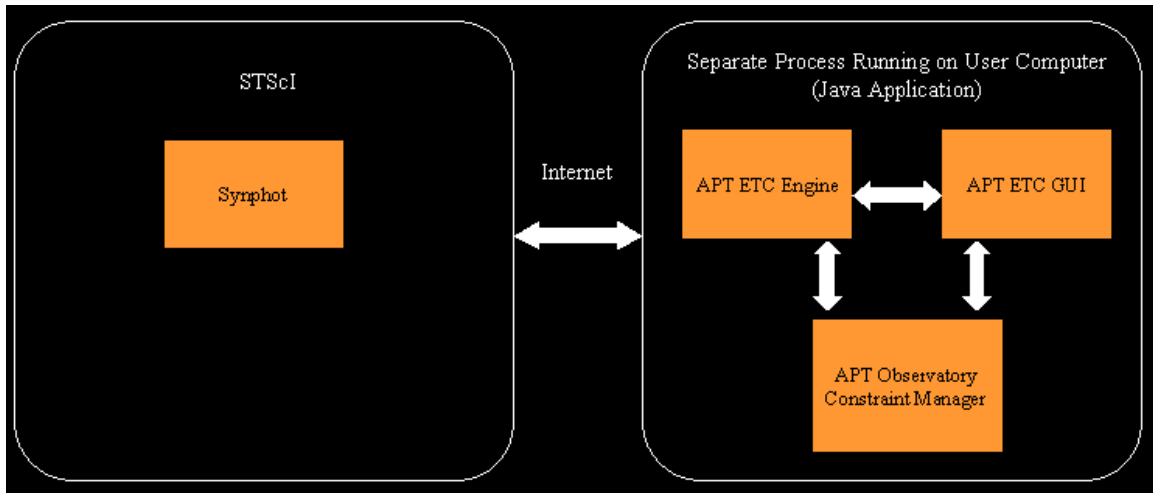 STScI
Synphot
Internet
Separate Process Running on User Computer
(Java Application)
APT ETC Engine
APT ETC GUI
APT Observatory
Constraint Manager